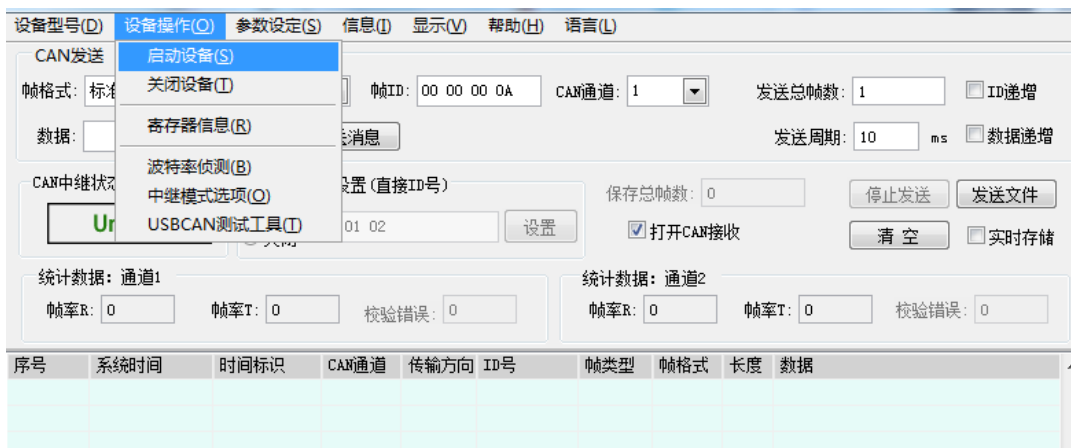 设备型号(D) 设备操作(O) 参数设定(S) 信息(I) 显示(V) 帮助(H) 语言(L)
CAN发送
启动设备(S)
关闭设备(T)
寄存器信息(R)
波特率侦测(B)
中继模式选项(O)
USBCAN测试工具(T)
帧格式: 标准 帧ID: 00 00 00 0A CAN通道: 1 发送总帧数: 1 ID递增
数据: 消息 发送周期: 10 ms 数据递增
CAN中继状态 设置(直接ID号) 保存总帧数: 0 停止发送 发送文件
Un 01 02 设置 打开CAN接收 清 空 实时存储
统计数据: 通道1 统计数据: 通道2
帧率R: 0 帧率T: 0 校验错误: 0 帧率R: 0 帧率T: 0 校验错误: 0
序号 系统时间 时间标识 CAN通道 传输方向 ID号 帧类型 帧格式 长度 数据